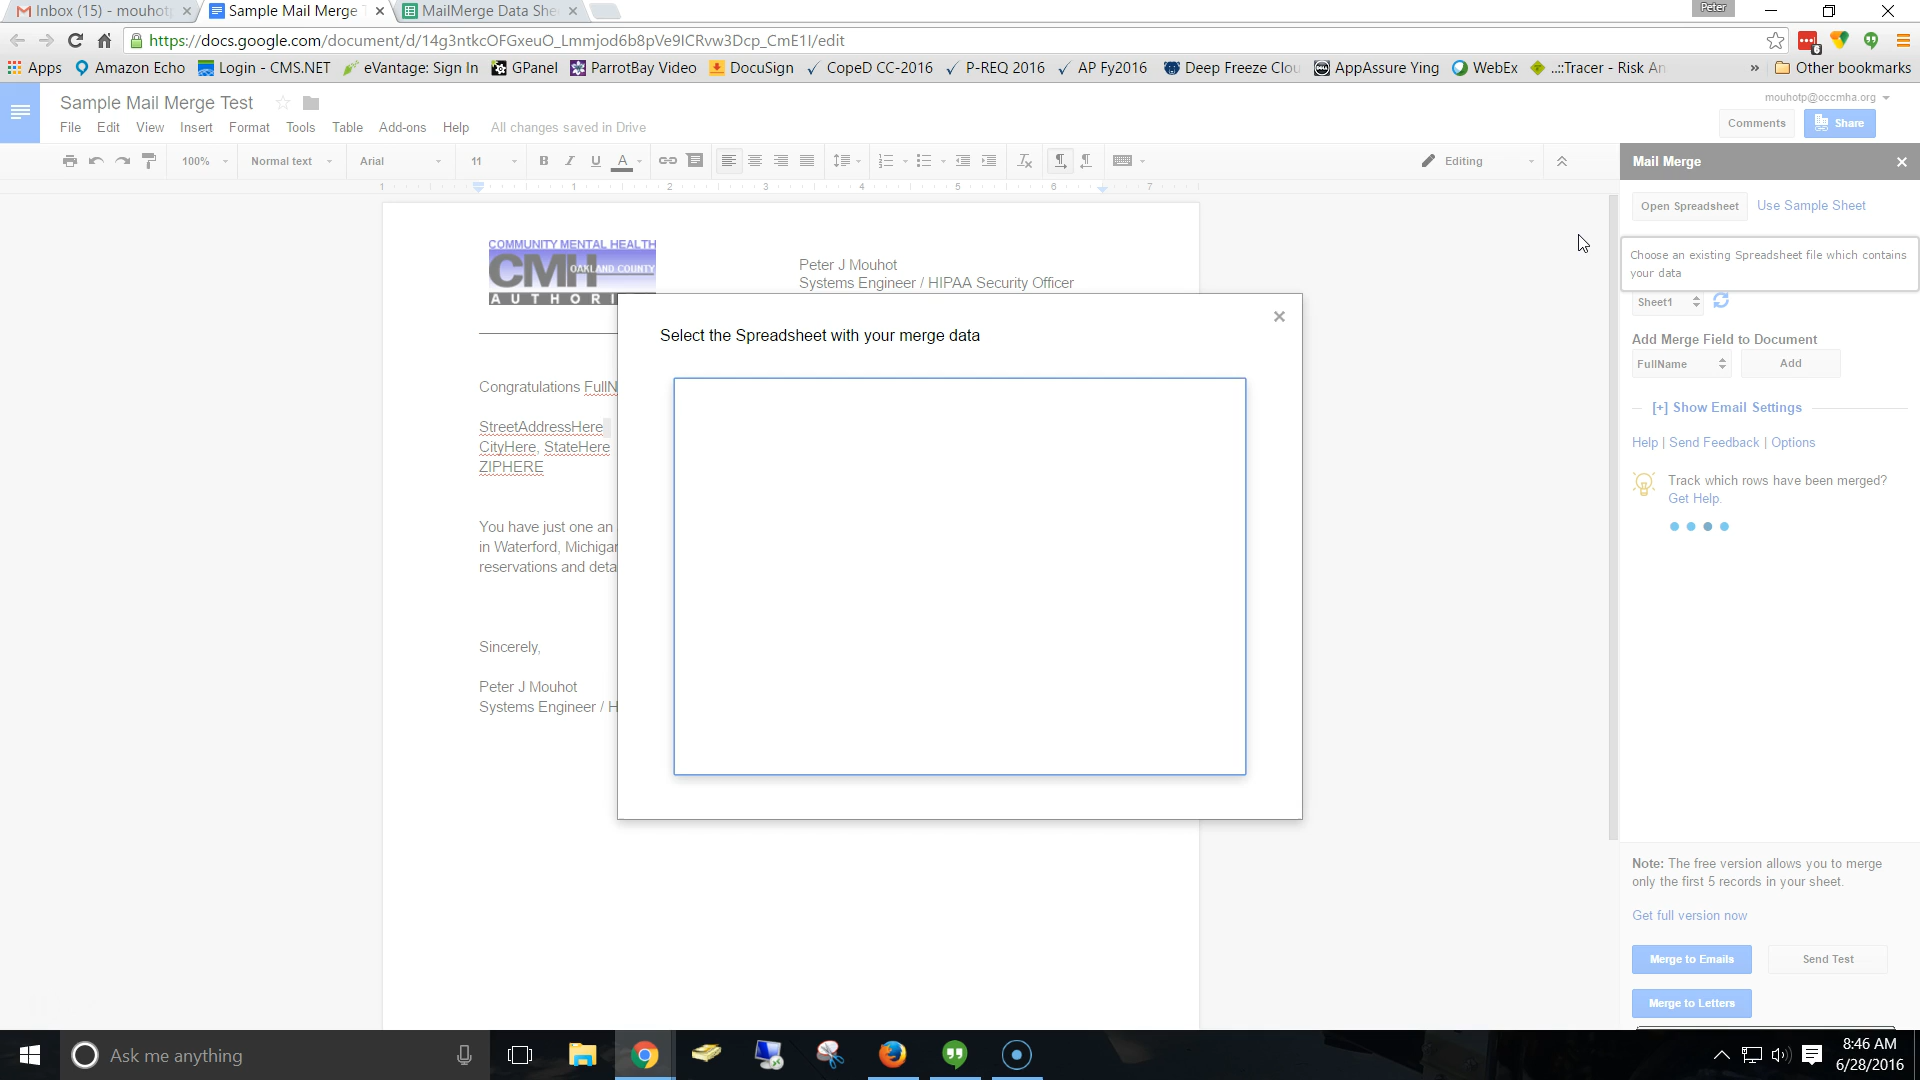 Inbox (15) - mouhot
Sample Mail Merge
MailMerge Data She
Peter
https://docs.google.com/document/d/14g3ntkcOFGxeuO_Lmmjod6b8pVe9ICRvw3Dcp_CmE1I/edit
6
Apps
Amazon Echo
Login - CMS.NET
eVantage: Sign In
GPanel
ParrotBay Video
DocuSign
CopeD CC-2016
P-REQ 2016
AP Fy2016
Deep Freeze Clou
AppAssure Ying
WebEx
..::Tracer - Risk An
»
Other bookmarks
Sample Mail Merge Test
mouhotp@occmha.org
File Edit View Insert Format Tools Table Add-ons Help All changes saved in Drive
Comments
Share
100%
Normal text
Arial
11
B I U A
Editing
Mail Merge
1 1 2 3 4 5 6 7
Open Spreadsheet
Use Sample Sheet
Choose an existing Spreadsheet file which contains
your data
Sheet1
Add Merge Field to Document
FullName
Add
[+] Show Email Settings
Help | Send Feedback | Options
Track which rows have been merged?
Get Help.
Note: The free version allows you to merge
only the first 5 records in your sheet.
Get full version now
Merge to Emails
Send Test
Merge to Letters
COMMUNITY MENTAL HEALTH
CMH
OAKLAND COUNTY
A U T H O R I
Peter J Mouhot
Systems Engineer / HIPAA Security Officer
Select the Spreadsheet with your merge data
Congratulations FullN
StreetAddressHere
CityHere, StateHere
ZIPHERE
You have just one an
in Waterford, Michigan
reservations and deta
Sincerely,
Peter J Mouhot
Systems Engineer / H
Ask me anything
8:46 AM
6/28/2016